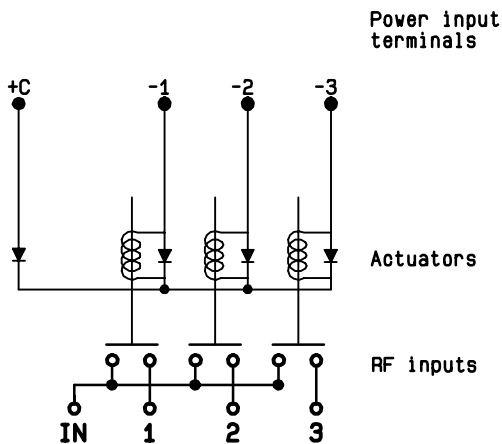 Power input
terminals
+C -1 -2 -3
Actuators
RF inputs
IN 1 2 3